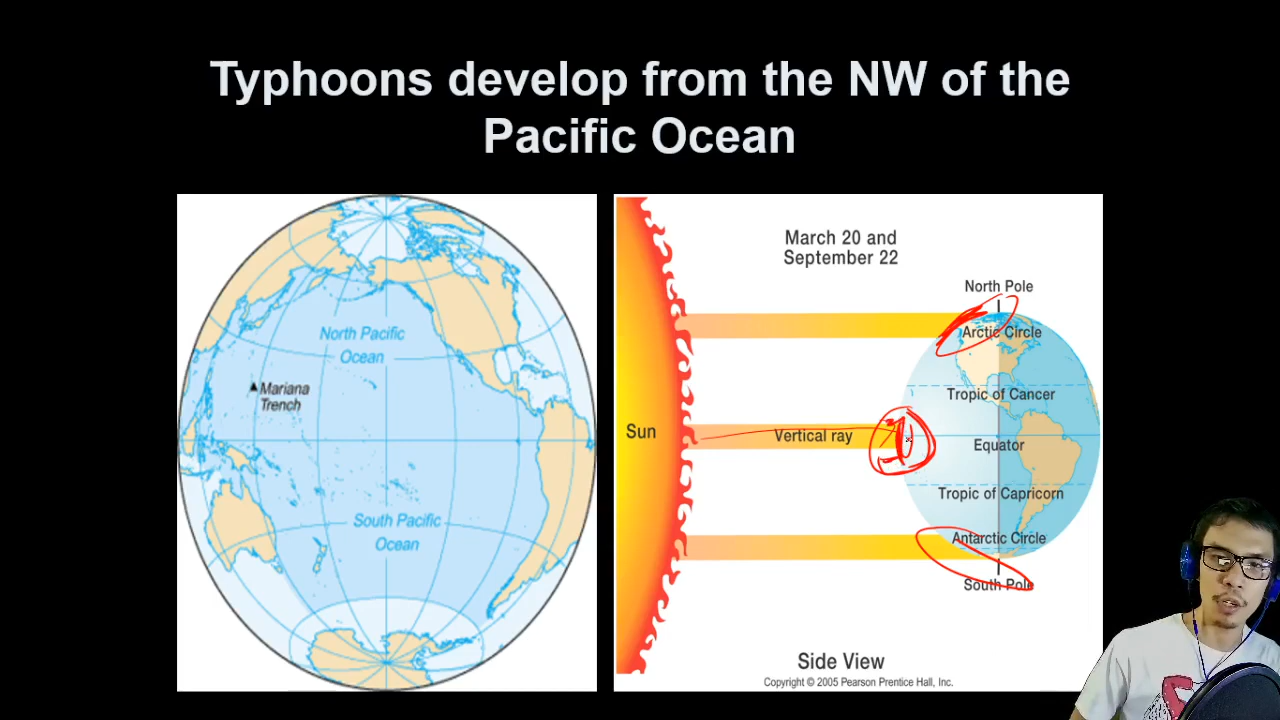 Typhoons develop from the NW of the
Pacific Ocean
North Pacific
Ocean
Mariana
Trench
South Pacific
Ocean
March 20 and
September 22
North Pole
Arctic Circle
Tropic of Cancer
Sun
Vertical ray
Equator
Tropic of Capricorn
Antarctic Circle
South Pole
Side View
Copyright © 2005 Pearson Prentice Hall, Inc.